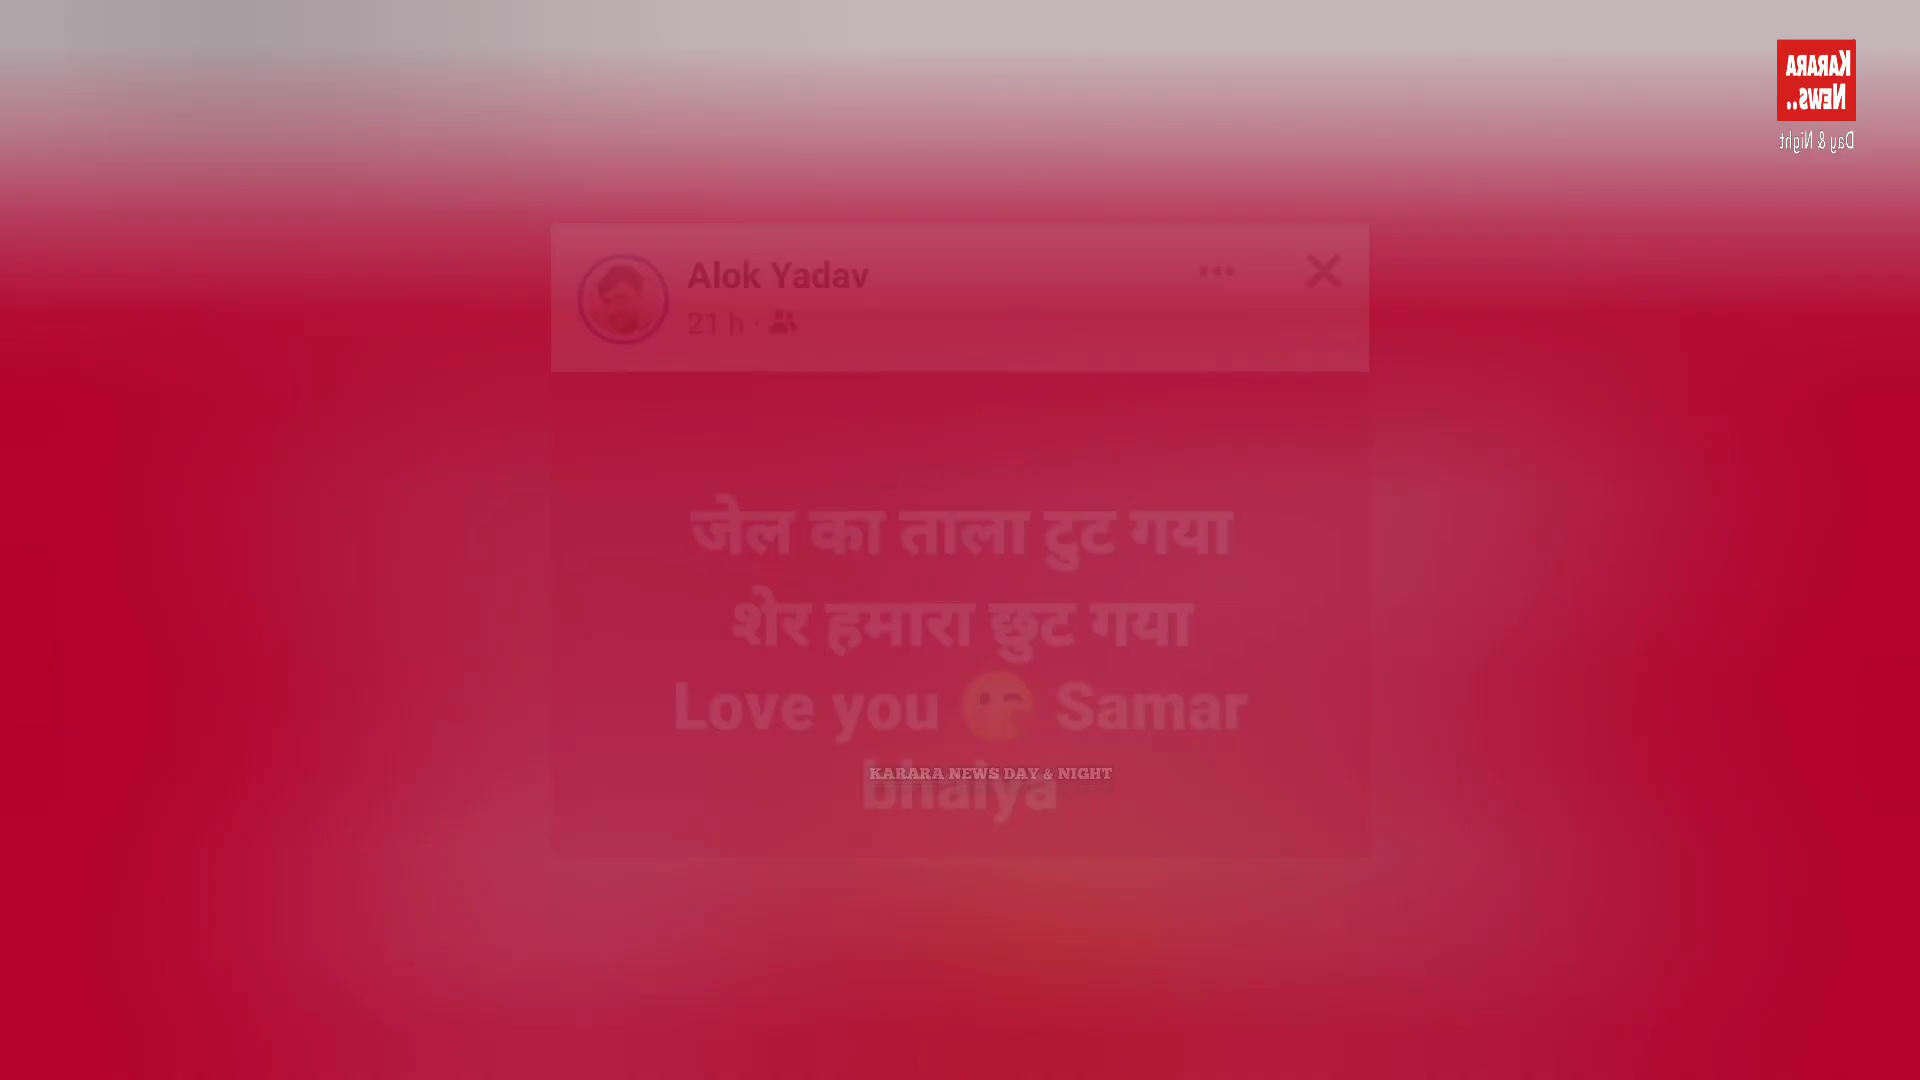 KARARA
NEWS..
Day & Night
Alok Yadav
21 h ·
जेल का ताला टुट गया
शेर हमारा छुट गया
Love you 😘 Samar
bhaiya
KARARA NEWS DAY & NIGHT